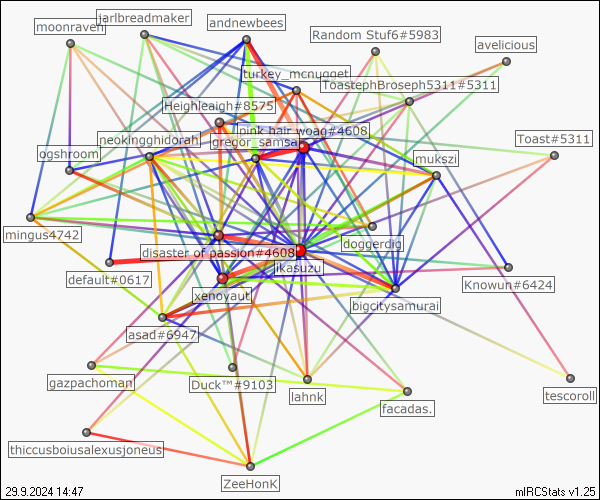 moonraven
jarlbreadmaker
andnewbees
Random Stuf6#5983
avelicious
turkey_mcnugget
ToastephBroseph5311#5311
Heighleaigh#8575
pink hair woag#4608
neokingghidorah
gregor_samsa
Toast#5311
ogshroom
mukszi
mingus4742
doggerdig
disaster of passion#4608
jikasuzu
default#0617
Knowun#6424
xenoyaut
bigcitysamurai
asad#6947
gazpachoman
Duck™#9103
lahnk
facadas.
tescoroll
thiccusboiusalexusjoneus
ZeeHonK
29.9.2024 14:47
mIRCStats v1.25